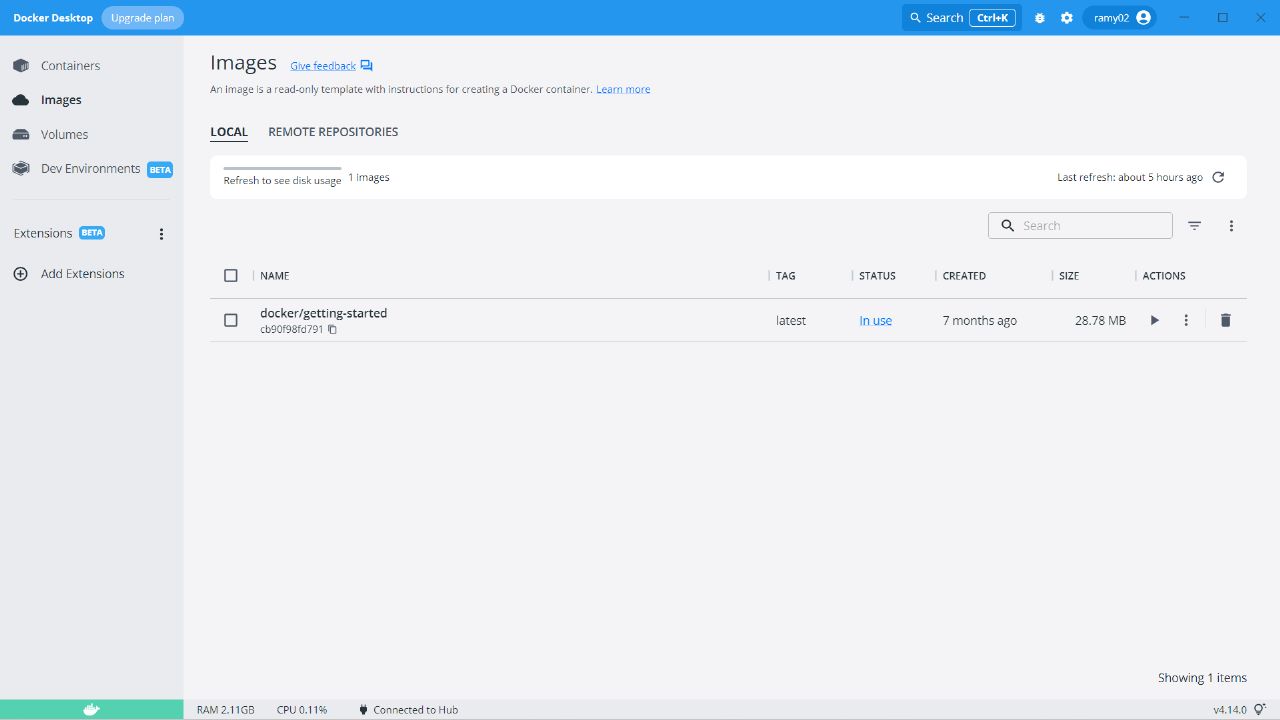 Docker Desktop Upgrade plan Search Ctrl+K ramy02
Containers
Images
Volumes
Dev Environments BETA
Extensions BETA
Add Extensions
Images Give feedback
An image is a read-only template with instructions for creating a Docker container. Learn more
LOCAL REMOTE REPOSITORIES
Refresh to see disk usage 1 Images Last refresh: about 5 hours ago
Search
NAME TAG STATUS CREATED SIZE ACTIONS
docker/getting-started latest In use 7 months ago 28.78 MB
cb90f98fd791
Showing 1 items
RAM 2.11GB CPU 0.11% Connected to Hub v4.14.0